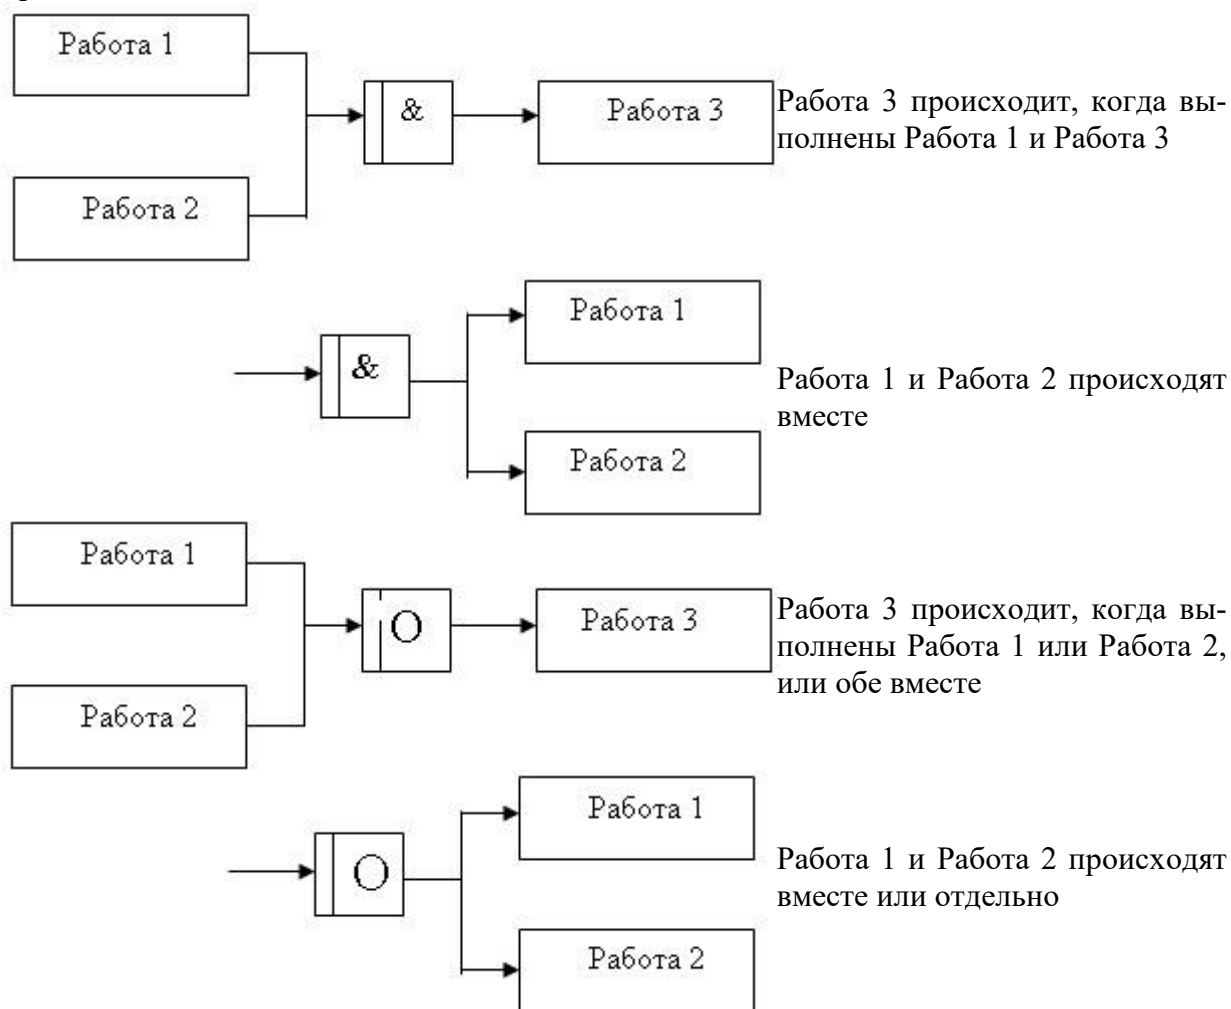 Работа 1
&
Работа 3
Работа 2
Работа 3 происходит, когда вы-
полнены Работа 1 и Работа 3
&
Работа 1
Работа 2
Работа 1 и Работа 2 происходят
вместе
Работа 1
O
Работа 3
Работа 2
Работа 3 происходит, когда вы-
полнены Работа 1 или Работа 2,
или обе вместе
O
Работа 1
Работа 2
Работа 1 и Работа 2 происходят
вместе или отдельно